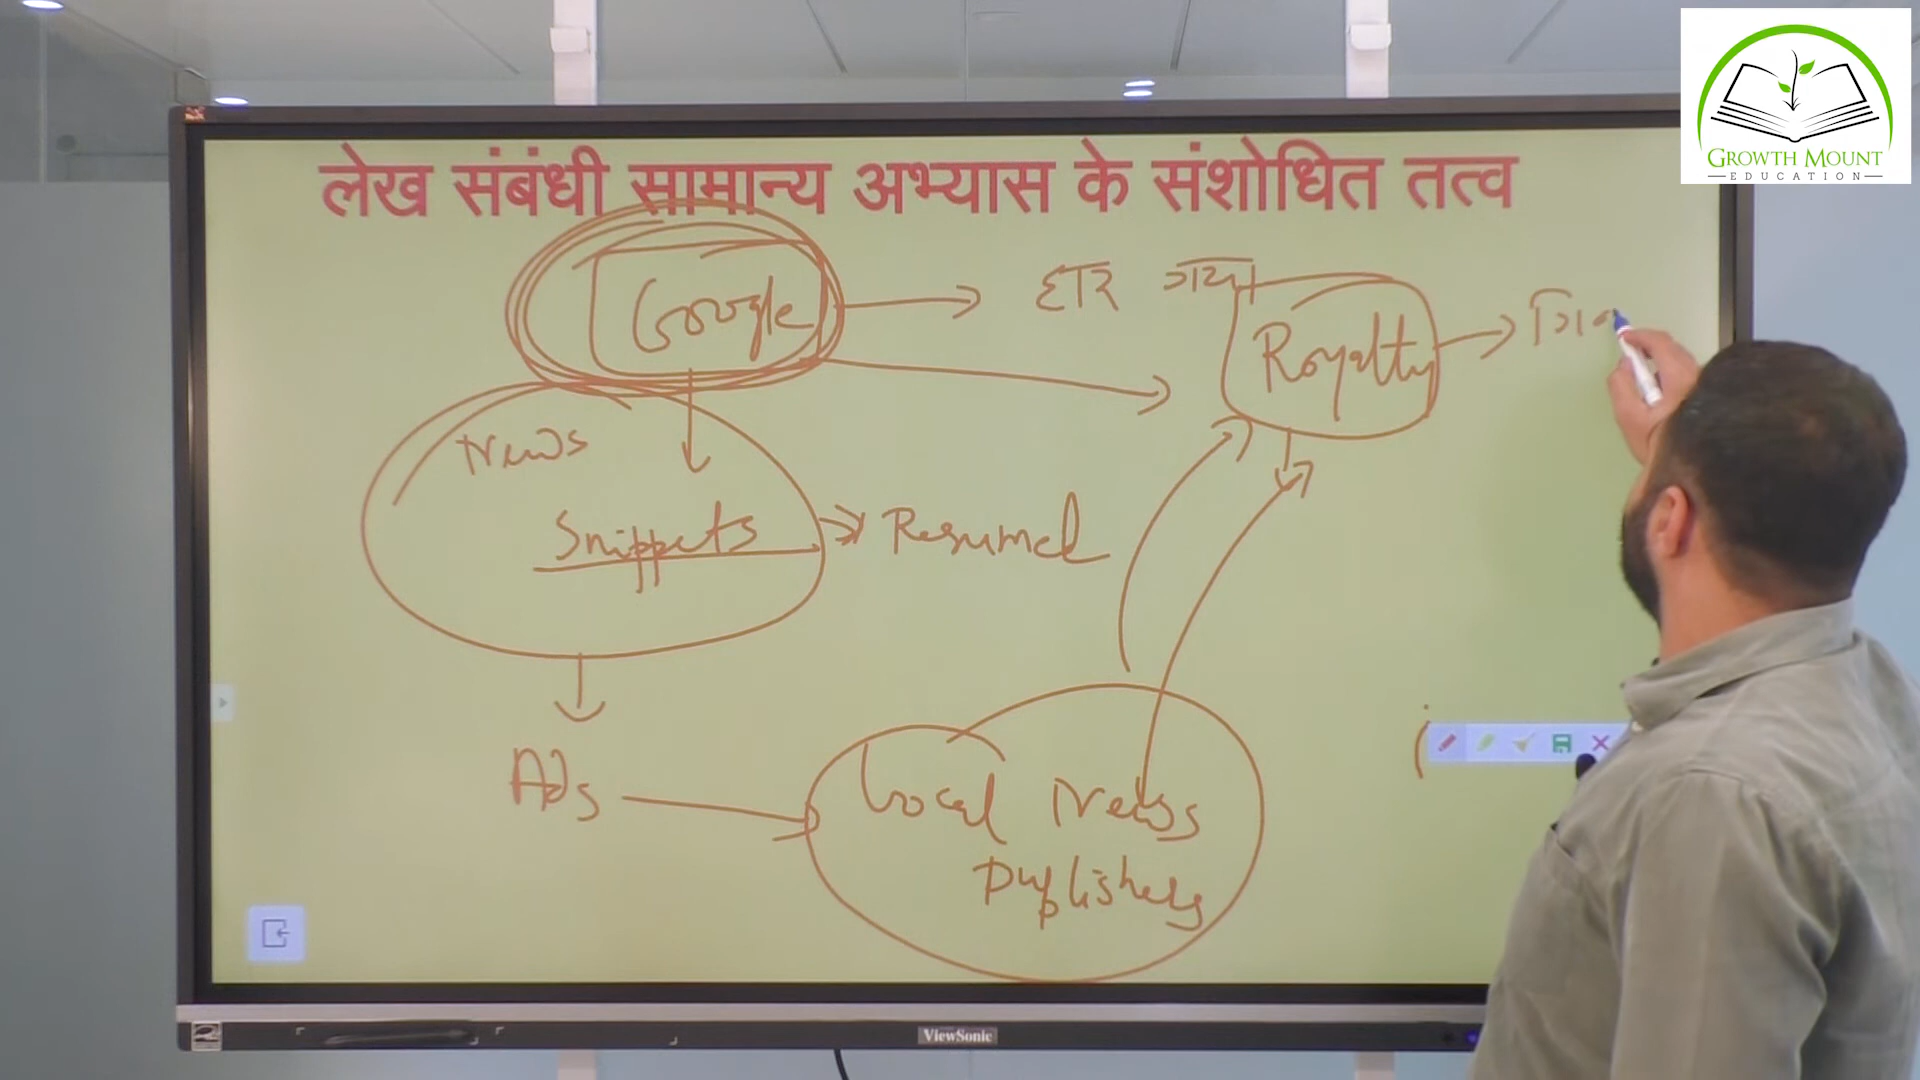 लेख संबंधी सामान्य अभ्यास के संशोधित तत्व
GROWTH MOUNT
EDUCATION
Google
हार गया
Royalty
News
Snippets
Resumed
Ads
Local News
Publishers
ViewSonic